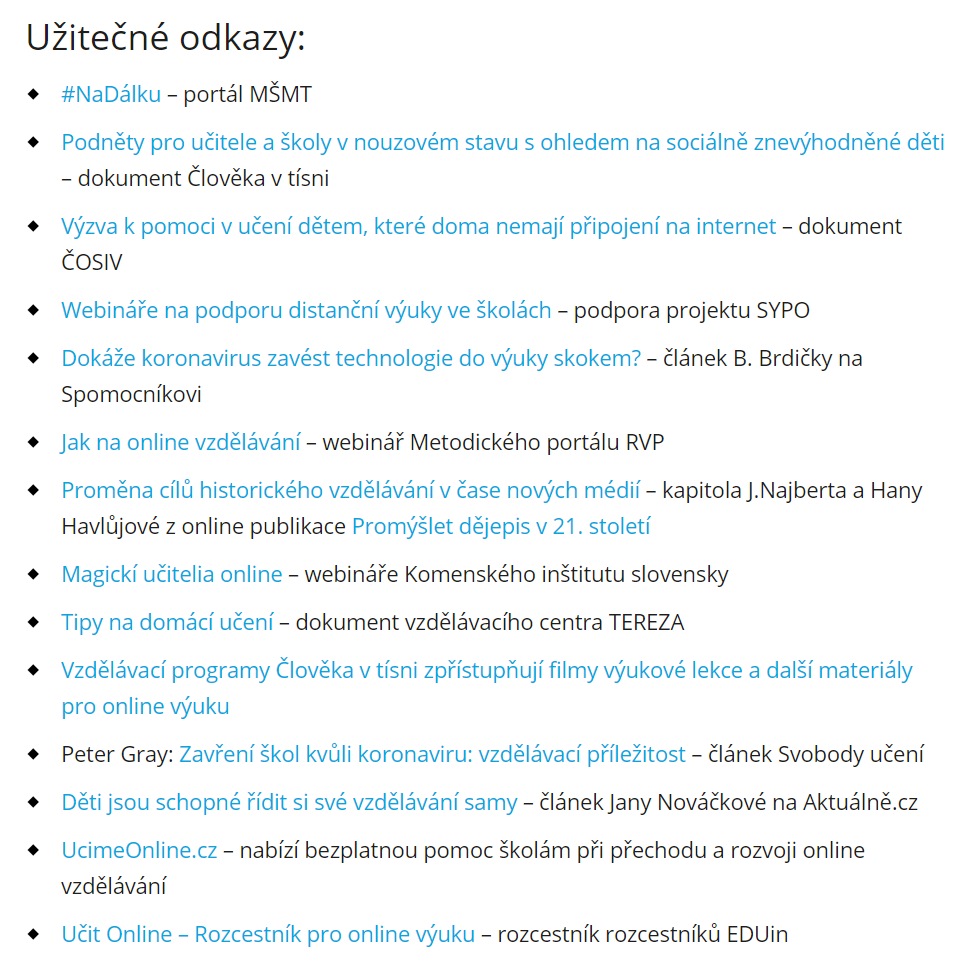 Užitečné odkazy:
#NaDálku – portál MŠMT
Podněty pro učitele a školy v nouzovém stavu s ohledem na sociálně znevýhodněné děti
– dokument Člověka v tísni
Výzva k pomoci v učení dětem, které doma nemají připojení na internet – dokument
ČOSIV
Webináře na podporu distanční výuky ve školách – podpora projektu SYPO
Dokáže koronavirus zavést technologie do výuky skokem? – článek B. Brdičky na
Spomocníkovi
Jak na online vzdělávání – webinář Metodického portálu RVP
Proměna cílů historického vzdělávání v čase nových médií – kapitola J.Najberta a Hany
Havlůjové z online publikace Promýšlet dějepis v 21. století
Magickí učitelia online – webináře Komenského inštitutu slovensky
Tipy na domácí učení – dokument vzdělávacího centra TEREZA
Vzdělávací programy Člověka v tísni zpřístupňují filmy výukové lekce a další materiály
pro online výuku
Peter Gray: Zavření škol kvůli koronaviru: vzdělávací příležitost – článek Svobody učení
Děti jsou schopné řídit si své vzdělávání samy – článek Jany Nováčkové na Aktuálně.cz
UcimeOnline.cz – nabízí bezplatnou pomoc školám při přechodu a rozvoji online
vzdělávání
Učit Online – Rozcestník pro online výuku – rozcestník rozcestníků EDUin